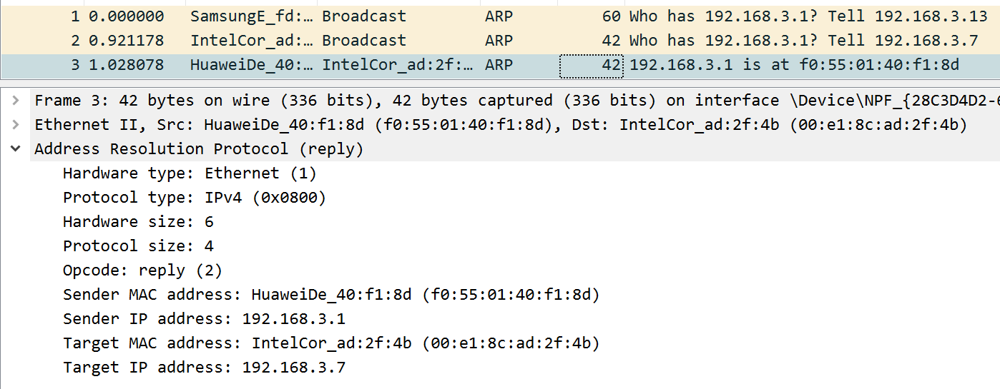 1 0.000000 SamsungE_fd:… Broadcast ARP 60 Who has 192.168.3.1? Tell 192.168.3.13
2 0.921178 IntelCor_ad:… Broadcast ARP 42 Who has 192.168.3.1? Tell 192.168.3.7
3 1.028078 HuaweiDe_40:… IntelCor_ad:2f:… ARP 42 192.168.3.1 is at f0:55:01:40:f1:8d
Frame 3: 42 bytes on wire (336 bits), 42 bytes captured (336 bits) on interface \Device\NPF_{28C3D4D2-6
Ethernet II, Src: HuaweiDe_40:f1:8d (f0:55:01:40:f1:8d), Dst: IntelCor_ad:2f:4b (00:e1:8c:ad:2f:4b)
Address Resolution Protocol (reply)
Hardware type: Ethernet (1)
Protocol type: IPv4 (0x0800)
Hardware size: 6
Protocol size: 4
Opcode: reply (2)
Sender MAC address: HuaweiDe_40:f1:8d (f0:55:01:40:f1:8d)
Sender IP address: 192.168.3.1
Target MAC address: IntelCor_ad:2f:4b (00:e1:8c:ad:2f:4b)
Target IP address: 192.168.3.7